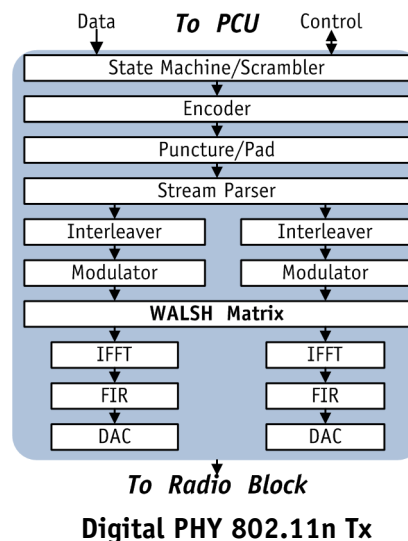 Data To PCU Control
State Machine/Scrambler
Encoder
Puncture/Pad
Stream Parser
Interleaver Interleaver
Modulator Modulator
WALSH Matrix
IFFT IFFT
FIR FIR
DAC DAC
To Radio Block
Digital PHY 802.11n Tx